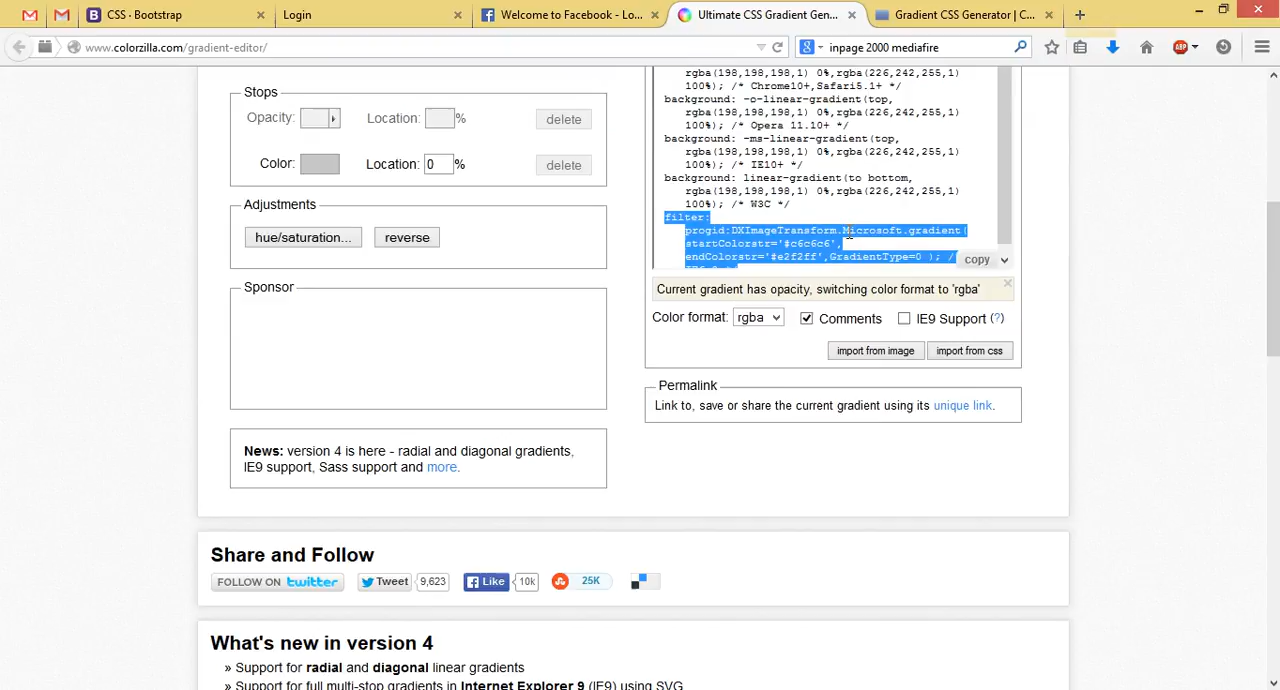 CSS · Bootstrap
Login
Welcome to Facebook - Lo...
Ultimate CSS Gradient Gen...
Gradient CSS Generator | C...
www.colorzilla.com/gradient-editor/
inpage 2000 mediafire
Stops
Opacity:
Location:
%
delete
Color:
Location: 0 %
delete
Adjustments
hue/saturation...
reverse
Sponsor
News: version 4 is here - radial and diagonal gradients,
IE9 support, Sass support and more.
rgba(198,198,198,1) 0%,rgba(226,242,255,1)
100%); /* Chrome10+,Safari5.1+ */
background: -o-linear-gradient(top,
rgba(198,198,198,1) 0%,rgba(226,242,255,1)
100%); /* Opera 11.10+ */
background: -ms-linear-gradient(top,
rgba(198,198,198,1) 0%,rgba(226,242,255,1)
100%); /* IE10+ */
background: linear-gradient(to bottom,
rgba(198,198,198,1) 0%,rgba(226,242,255,1)
100%); /* W3C */
filter:
progid:DXImageTransform.Microsoft.gradient(
startColorstr='#c6c6c6',
endColorstr='#e2f2ff',GradientType=0 ); /
copy
Current gradient has opacity, switching color format to 'rgba'
Color format: rgba
Comments
IE9 Support (?)
import from image
import from css
Permalink
Link to, save or share the current gradient using its unique link.
Share and Follow
FOLLOW ON twitter
Tweet
9,623
Like
10k
25K
What's new in version 4
» Support for radial and diagonal linear gradients
» Support for full multi-stop gradients in Internet Explorer 9 (IE9) using SVG